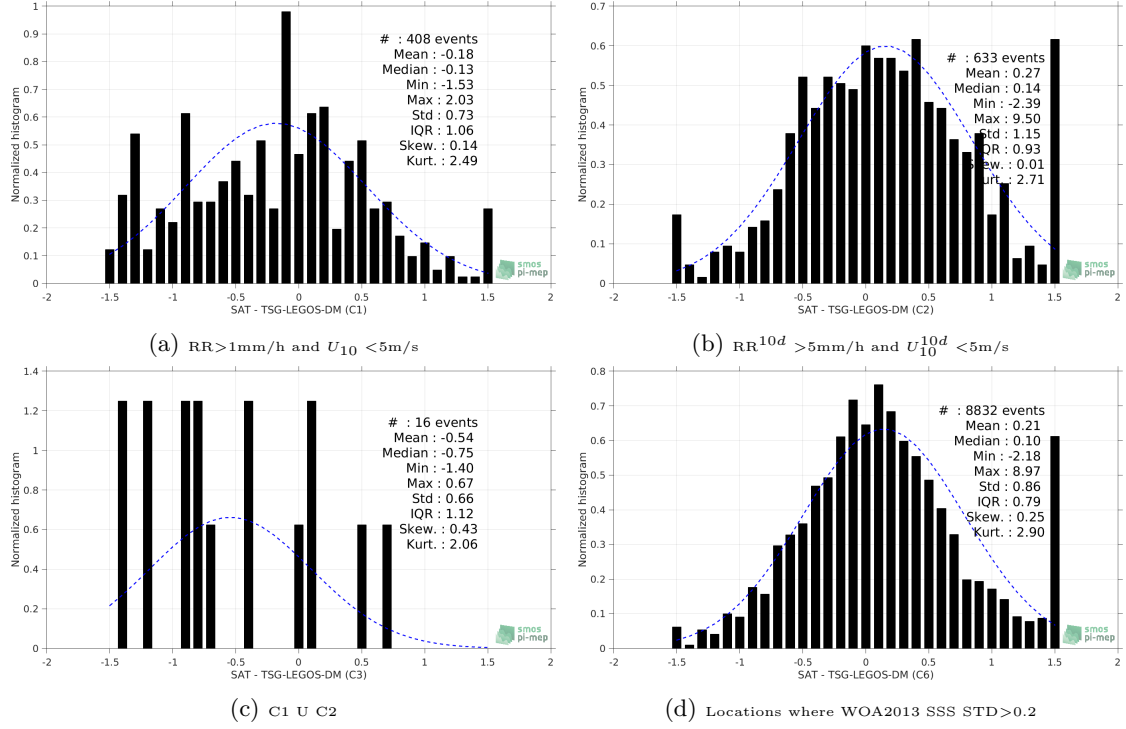 1
0.9
0.8
0.7
0.6
0.5
0.4
0.3
0.2
0.1
0
Normalized histogram
# : 408 events
Mean : -0.18
Median : -0.13
Min : -1.53
Max : 2.03
Std : 0.73
IQR : 1.06
Skew. : 0.14
Kurt. : 2.49
smos
pi-mep
-2 -1.5 -1 -0.5 0 0.5 1 1.5 2
SAT - TSG-LEGOS-DM (C1)
(a) RR>1mm/h and U10 <5m/s
0.7
0.6
0.5
0.4
0.3
0.2
0.1
0
Normalized histogram
# : 633 events
Mean : 0.27
Median : 0.14
Min : -2.39
Max : 9.50
Std : 1.15
IQR : 0.93
Skew. : 0.01
Kurt. : 2.71
smos
pi-mep
-2 -1.5 -1 -0.5 0 0.5 1 1.5 2
SAT - TSG-LEGOS-DM (C2)
(b) RR^10d >5mm/h and U10^10d <5m/s
1.4
1.2
1
0.8
0.6
0.4
0.2
0
Normalized histogram
# : 16 events
Mean : -0.54
Median : -0.75
Min : -1.40
Max : 0.67
Std : 0.66
IQR : 1.12
Skew. : 0.43
Kurt. : 2.06
smos
pi-mep
-2 -1.5 -1 -0.5 0 0.5 1 1.5 2
SAT - TSG-LEGOS-DM (C3)
(c) C1 U C2
0.8
0.7
0.6
0.5
0.4
0.3
0.2
0.1
0
Normalized histogram
# : 8832 events
Mean : 0.21
Median : 0.10
Min : -2.18
Max : 8.97
Std : 0.86
IQR : 0.79
Skew. : 0.25
Kurt. : 2.90
smos
pi-mep
-2 -1.5 -1 -0.5 0 0.5 1 1.5 2
SAT - TSG-LEGOS-DM (C6)
(d) Locations where WOA2013 SSS STD>0.2